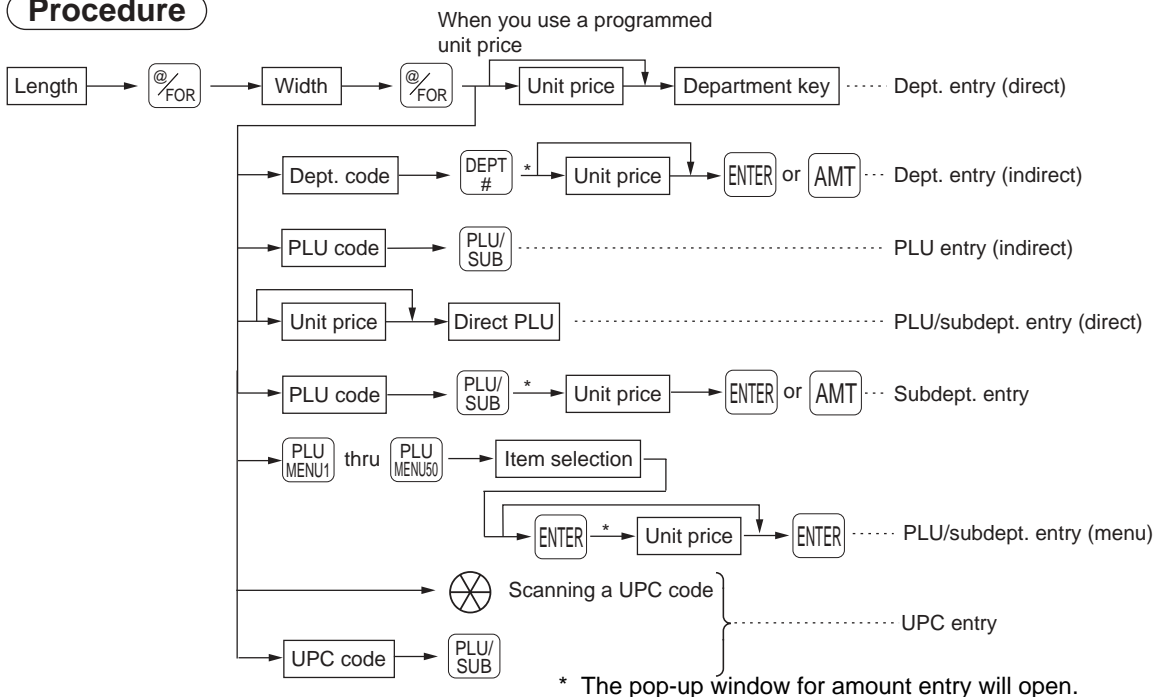 Procedure
When you use a programmed
unit price
Length @/FOR Width @/FOR Unit price Department key Dept. entry (direct)
Dept. code DEPT # * Unit price ENTER or AMT Dept. entry (indirect)
PLU code PLU/SUB PLU entry (indirect)
Unit price Direct PLU PLU/subdept. entry (direct)
PLU code PLU/SUB * Unit price ENTER or AMT Subdept. entry
PLU MENU1 thru PLU MENU50 Item selection
ENTER * Unit price ENTER PLU/subdept. entry (menu)
Scanning a UPC code
UPC entry
UPC code PLU/SUB
* The pop-up window for amount entry will open.